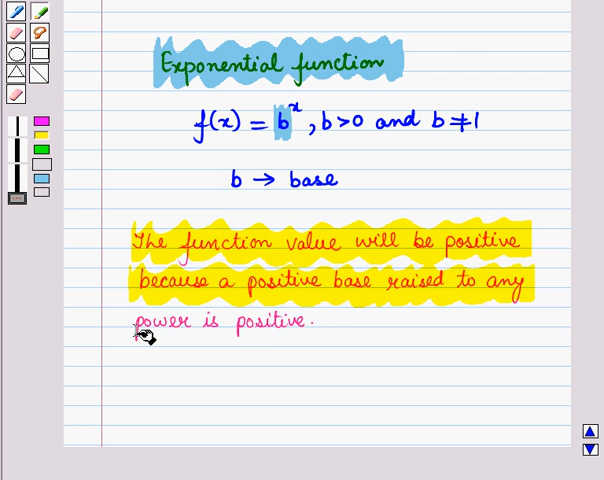 Exponential function
f(x) = b^x, b>0 and b≠1
b → base
The function value will be positive
because a positive base raised to any
power is positive.